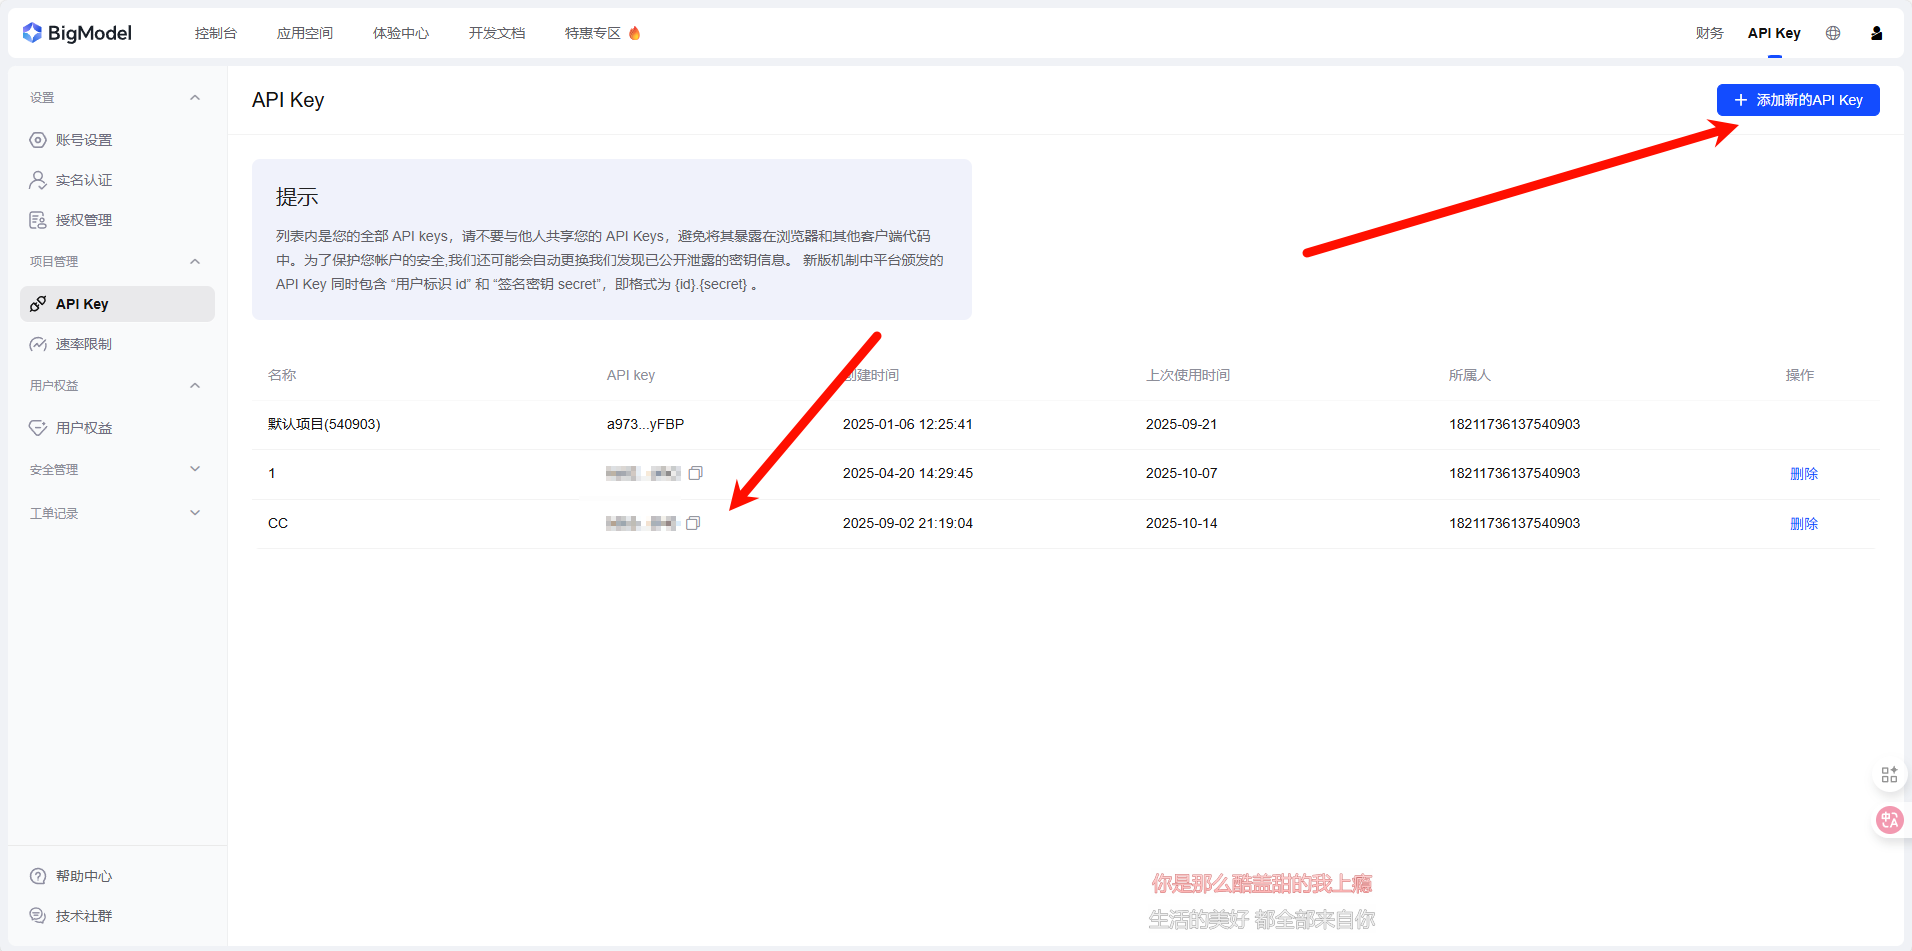 BigModel 控制台 应用空间 体验中心 开发文档 特惠专区 财务 API Key
设置
账号设置
实名认证
授权管理
项目管理
API Key
速率限制
用户权益
用户权益
安全管理
工单记录
帮助中心
技术社群
API Key
添加新的API Key
提示
列表内是您的全部 API keys，请不要与他人共享您的 API Keys，避免将其暴露在浏览器和其他客户端代码
中。为了保护您帐户的安全,我们还可能会自动更换我们发现已公开泄露的密钥信息。 新版机制中平台颁发的
API Key 同时包含 “用户标识 id” 和 “签名密钥 secret”，即格式为 {id}.{secret} 。
名称 API key 创建时间 上次使用时间 所属人 操作
默认项目(540903) a973...yFBP 2025-01-06 12:25:41 2025-09-21 18211736137540903
1 2025-04-20 14:29:45 2025-10-07 18211736137540903 删除
CC 2025-09-02 21:19:04 2025-10-14 18211736137540903 删除
你是那么酷盖甜的我上瘾
生活的美好 都全部来自你